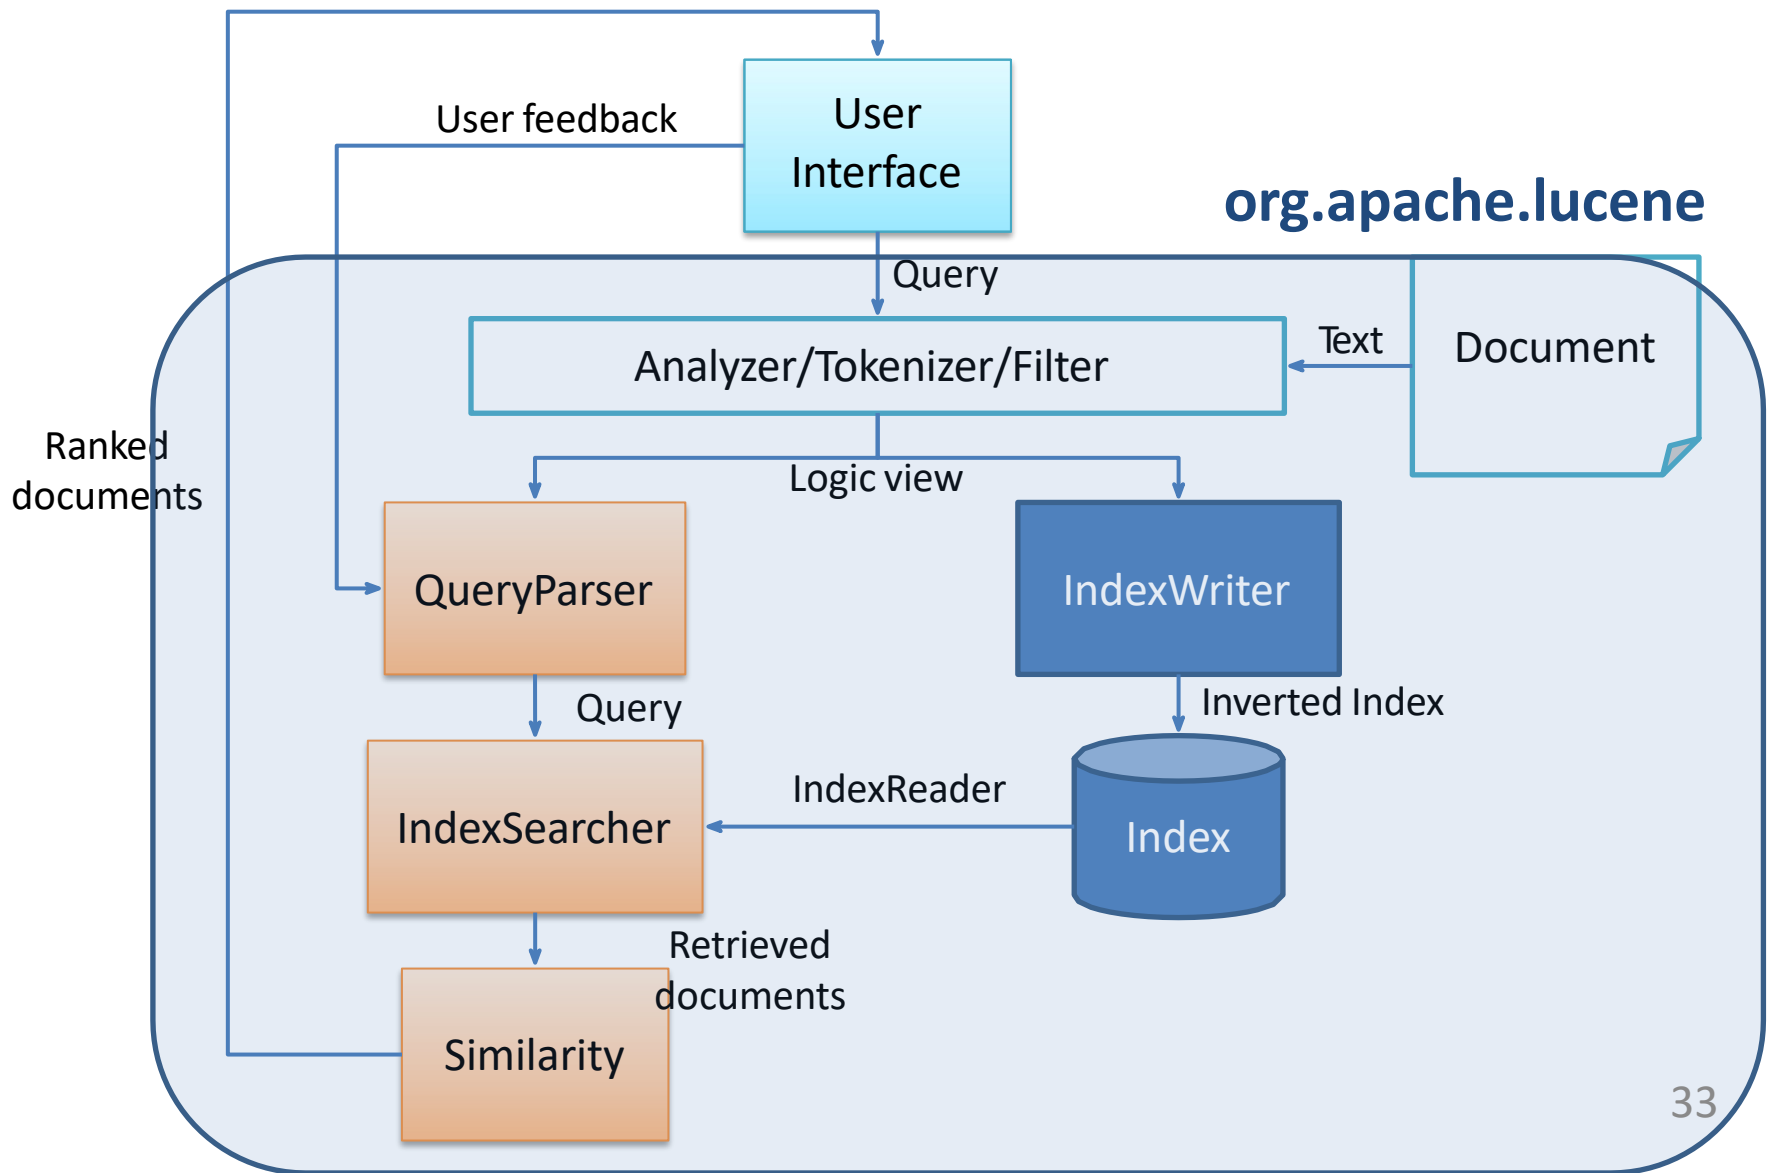 User feedback
User
Interface
org.apache.lucene
Query
Analyzer/Tokenizer/Filter
Text
Document
Ranked
documents
Logic view
QueryParser
IndexWriter
Query
Inverted Index
IndexSearcher
IndexReader
Index
Retrieved
documents
Similarity
33